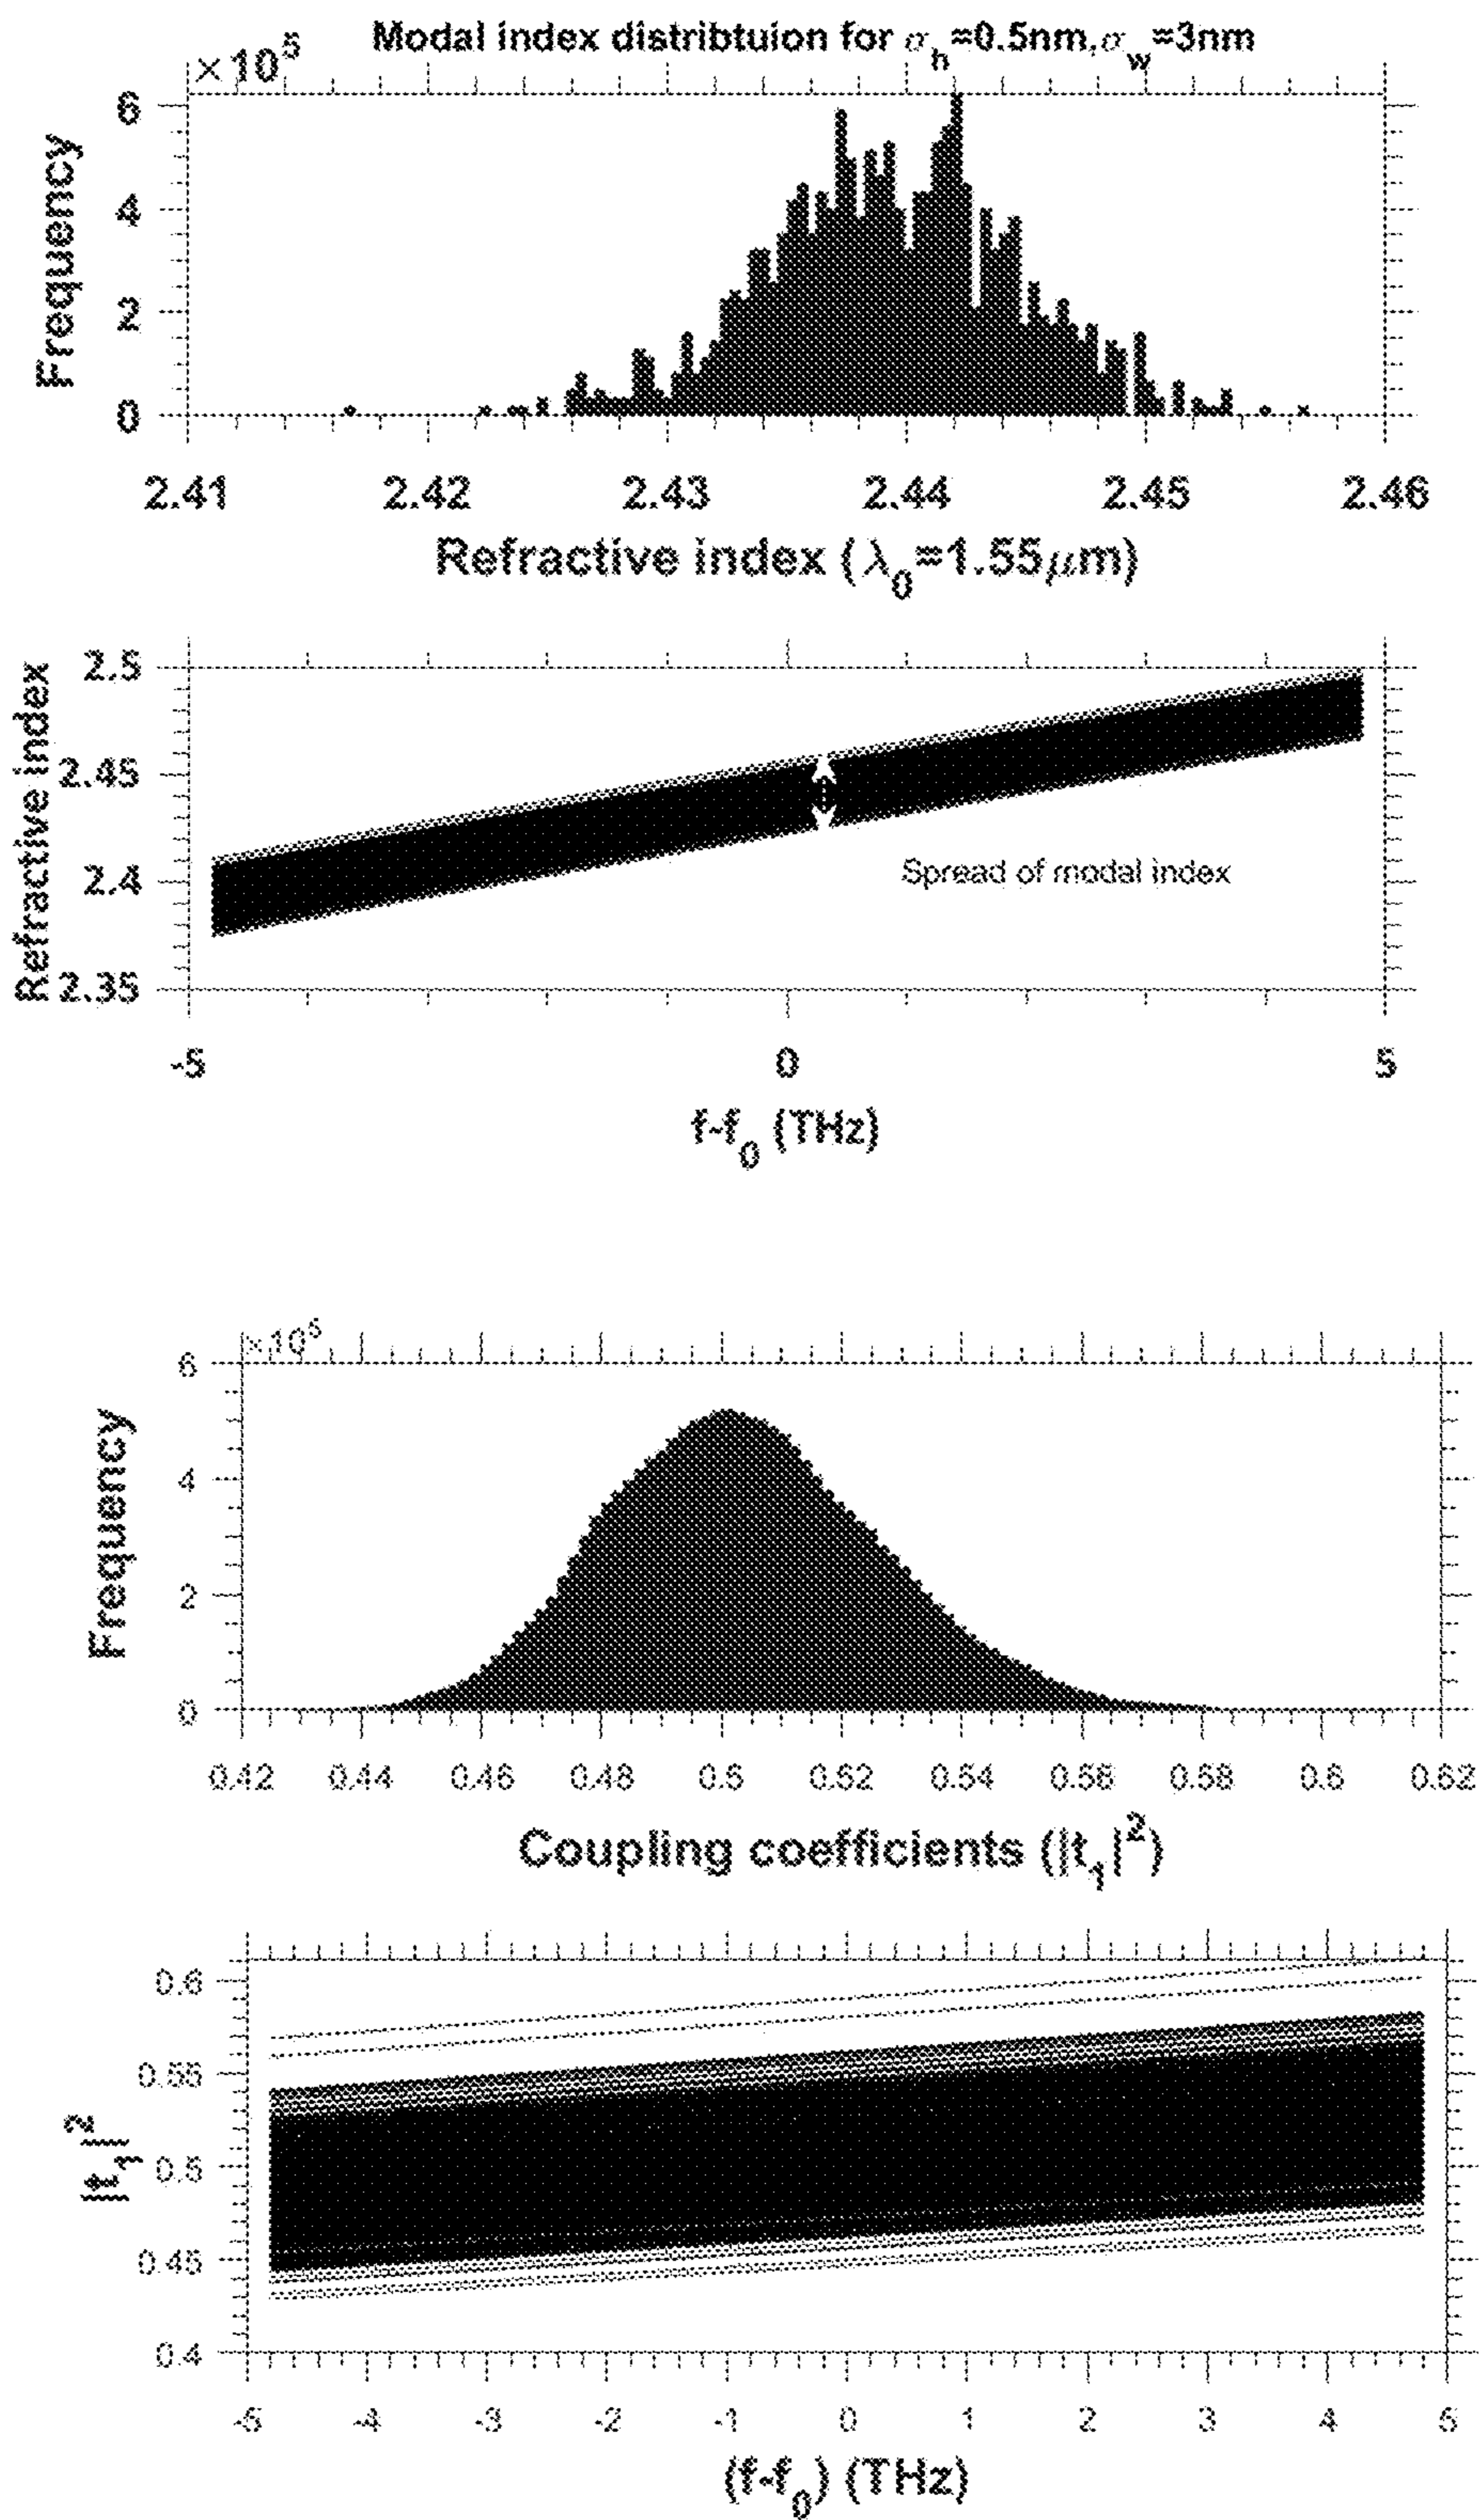 Modal index distribtuion for σh=0.5nm,σw=3nm
×10^5
Frequency
6
4
2
0
2.41 2.42 2.43 2.44 2.45 2.46
Refractive index (λ0=1.55μm)
Refractive index
2.5
2.45
2.4
2.35
Spread of modal index
-5 0 5
f-f0 (THz)
×10^5
Frequency
6
4
2
0
0.42 0.44 0.46 0.48 0.5 0.52 0.54 0.56 0.58 0.6 0.62
Coupling coefficients (|t1|^2)
|t1|^2
0.6
0.55
0.5
0.45
0.4
-5 -4 -3 -2 -1 0 1 2 3 4 5
(f-f0) (THz)